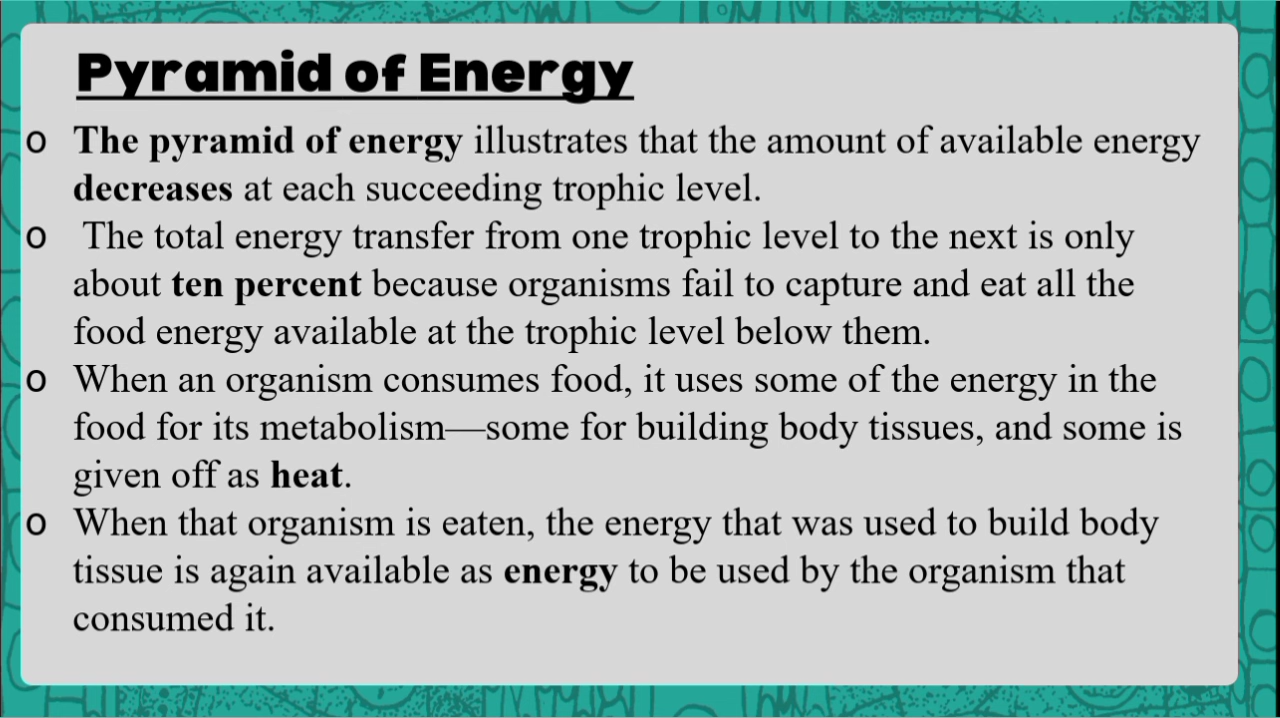 Pyramid of Energy
o The pyramid of energy illustrates that the amount of available energy
decreases at each succeeding trophic level.
o The total energy transfer from one trophic level to the next is only
about ten percent because organisms fail to capture and eat all the
food energy available at the trophic level below them.
o When an organism consumes food, it uses some of the energy in the
food for its metabolism—some for building body tissues, and some is
given off as heat.
o When that organism is eaten, the energy that was used to build body
tissue is again available as energy to be used by the organism that
consumed it.